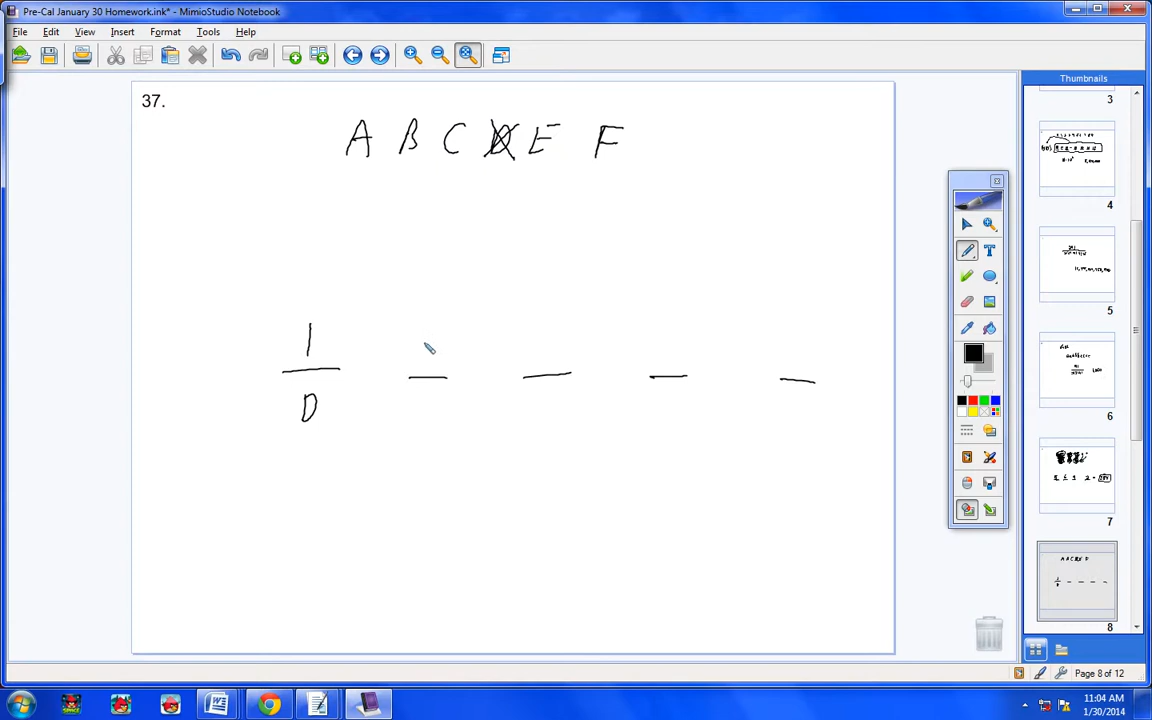 Pre-Cal January 30 Homework.ink* - MimioStudio Notebook
File Edit View Insert Format Tools Help
Thumbnails
37.
A B C D E F
1
D
3
4
5
6
7
8
T
Page 8 of 12
11:04 AM
1/30/2014